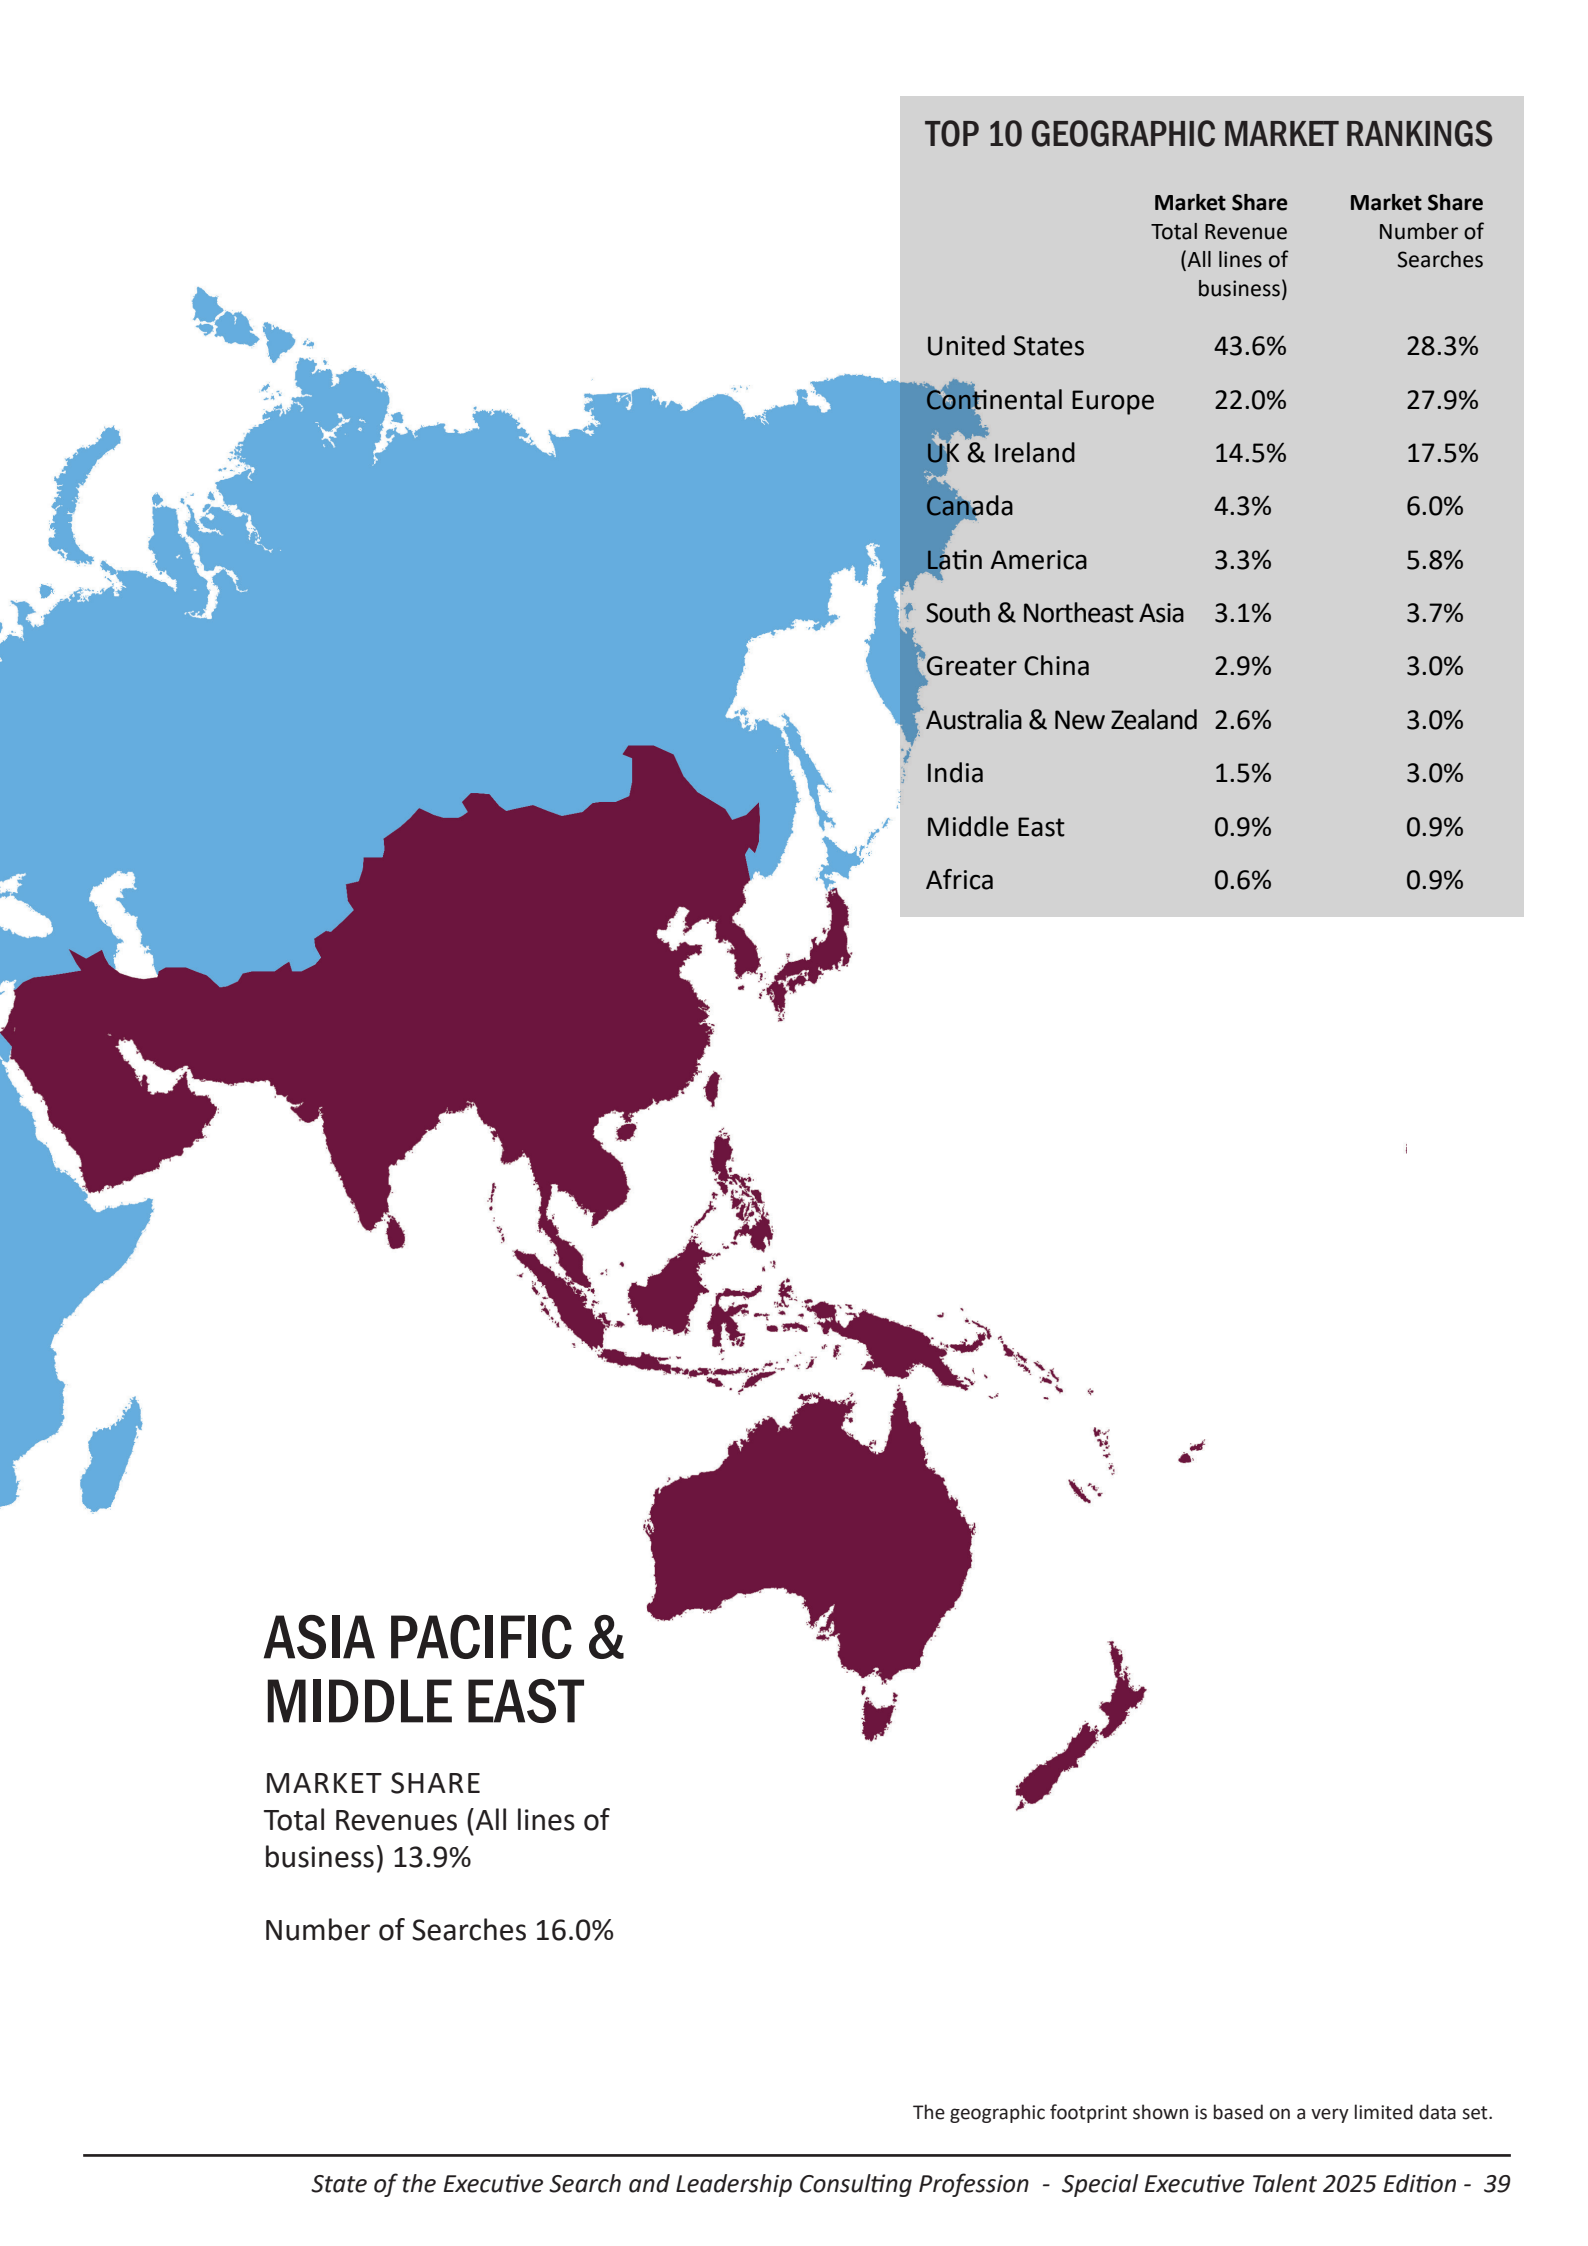 TOP 10 GEOGRAPHIC MARKET RANKINGS
Market Share Market Share
Total Revenue Number of
(All lines of Searches
business)
United States 43.6% 28.3%
Continental Europe 22.0% 27.9%
UK & Ireland 14.5% 17.5%
Canada 4.3% 6.0%
Latin America 3.3% 5.8%
South & Northeast Asia 3.1% 3.7%
Greater China 2.9% 3.0%
Australia & New Zealand 2.6% 3.0%
India 1.5% 3.0%
Middle East 0.9% 0.9%
Africa 0.6% 0.9%
ASIA PACIFIC &
MIDDLE EAST
MARKET SHARE
Total Revenues (All lines of
business) 13.9%
Number of Searches 16.0%
The geographic footprint shown is based on a very limited data set.
State of the Executive Search and Leadership Consulting Profession - Special Executive Talent 2025 Edition - 39